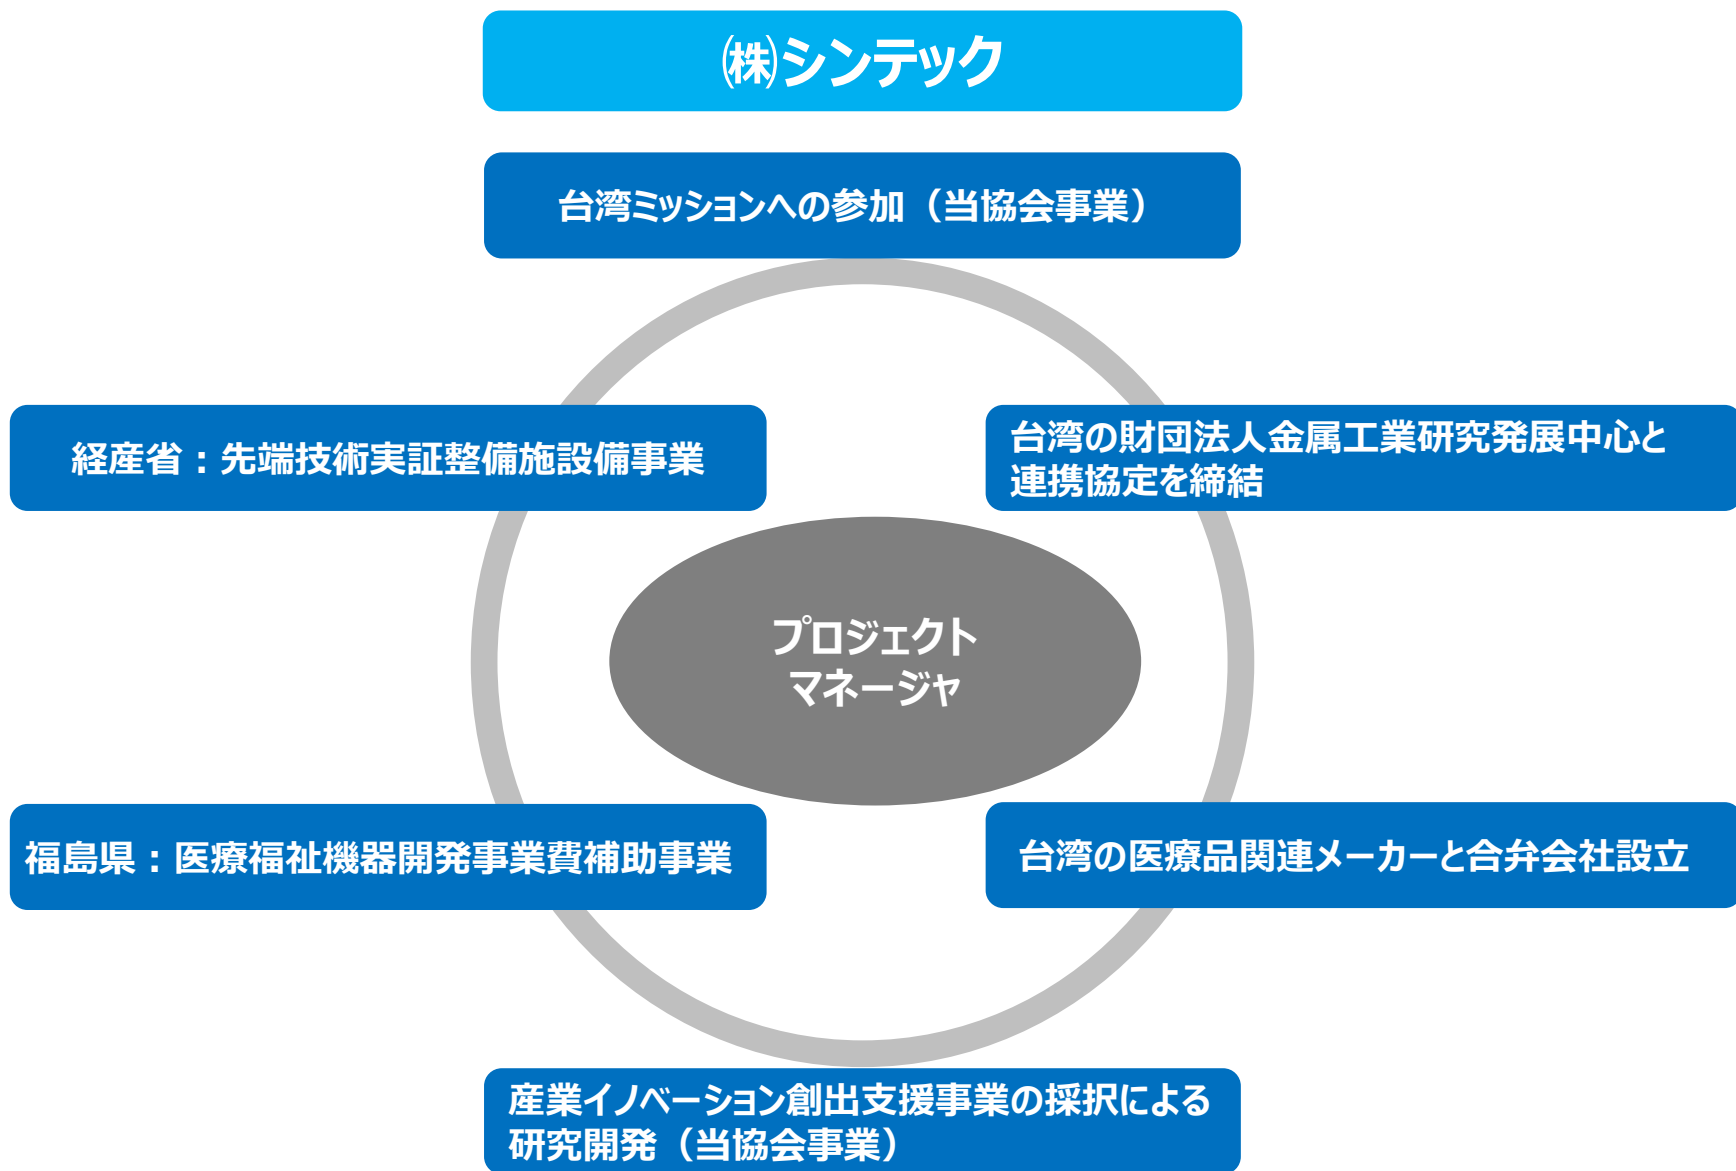 ㈱シンテック
台湾ミッションへの参加（当協会事業）
経産省：先端技術実証整備施設備事業
台湾の財団法人金属工業研究発展中心と
連携協定を締結
プロジェクト
マネージャ
福島県：医療福祉機器開発事業費補助事業
台湾の医療品関連メーカーと合弁会社設立
産業イノベーション創出支援事業の採択による
研究開発（当協会事業）